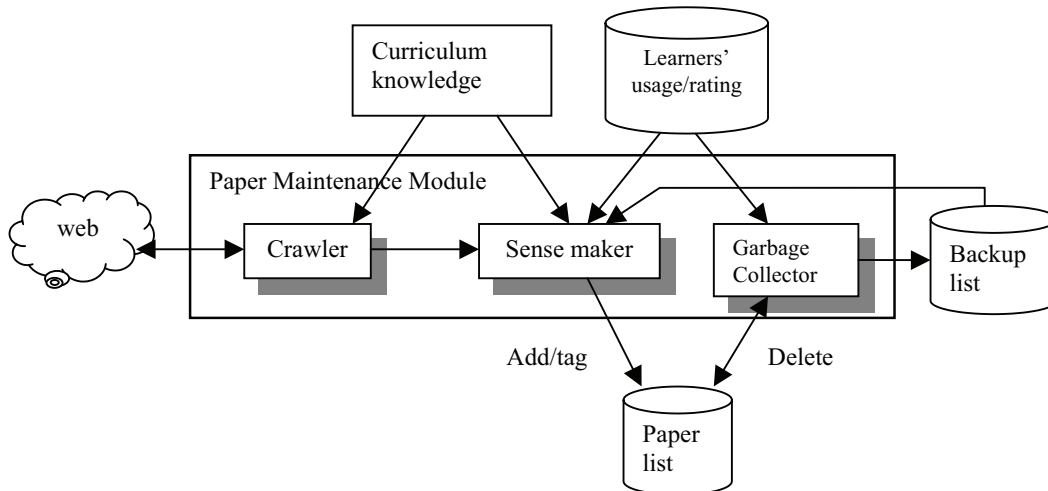 Curriculum
knowledge
Learners’
usage/rating
Paper Maintenance Module
web
Crawler
Sense maker
Garbage
Collector
Backup
list
Add/tag
Delete
Paper
list